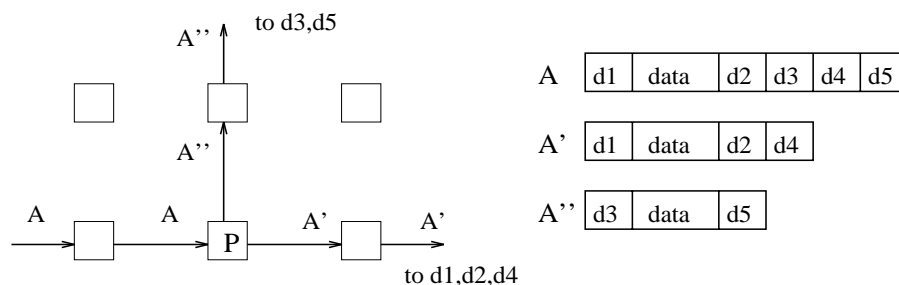 to d3,d5
A’’
A’’
A
A
P
A’
A’
to d1,d2,d4
A d1 data d2 d3 d4 d5
A’ d1 data d2 d4
A’’ d3 data d5